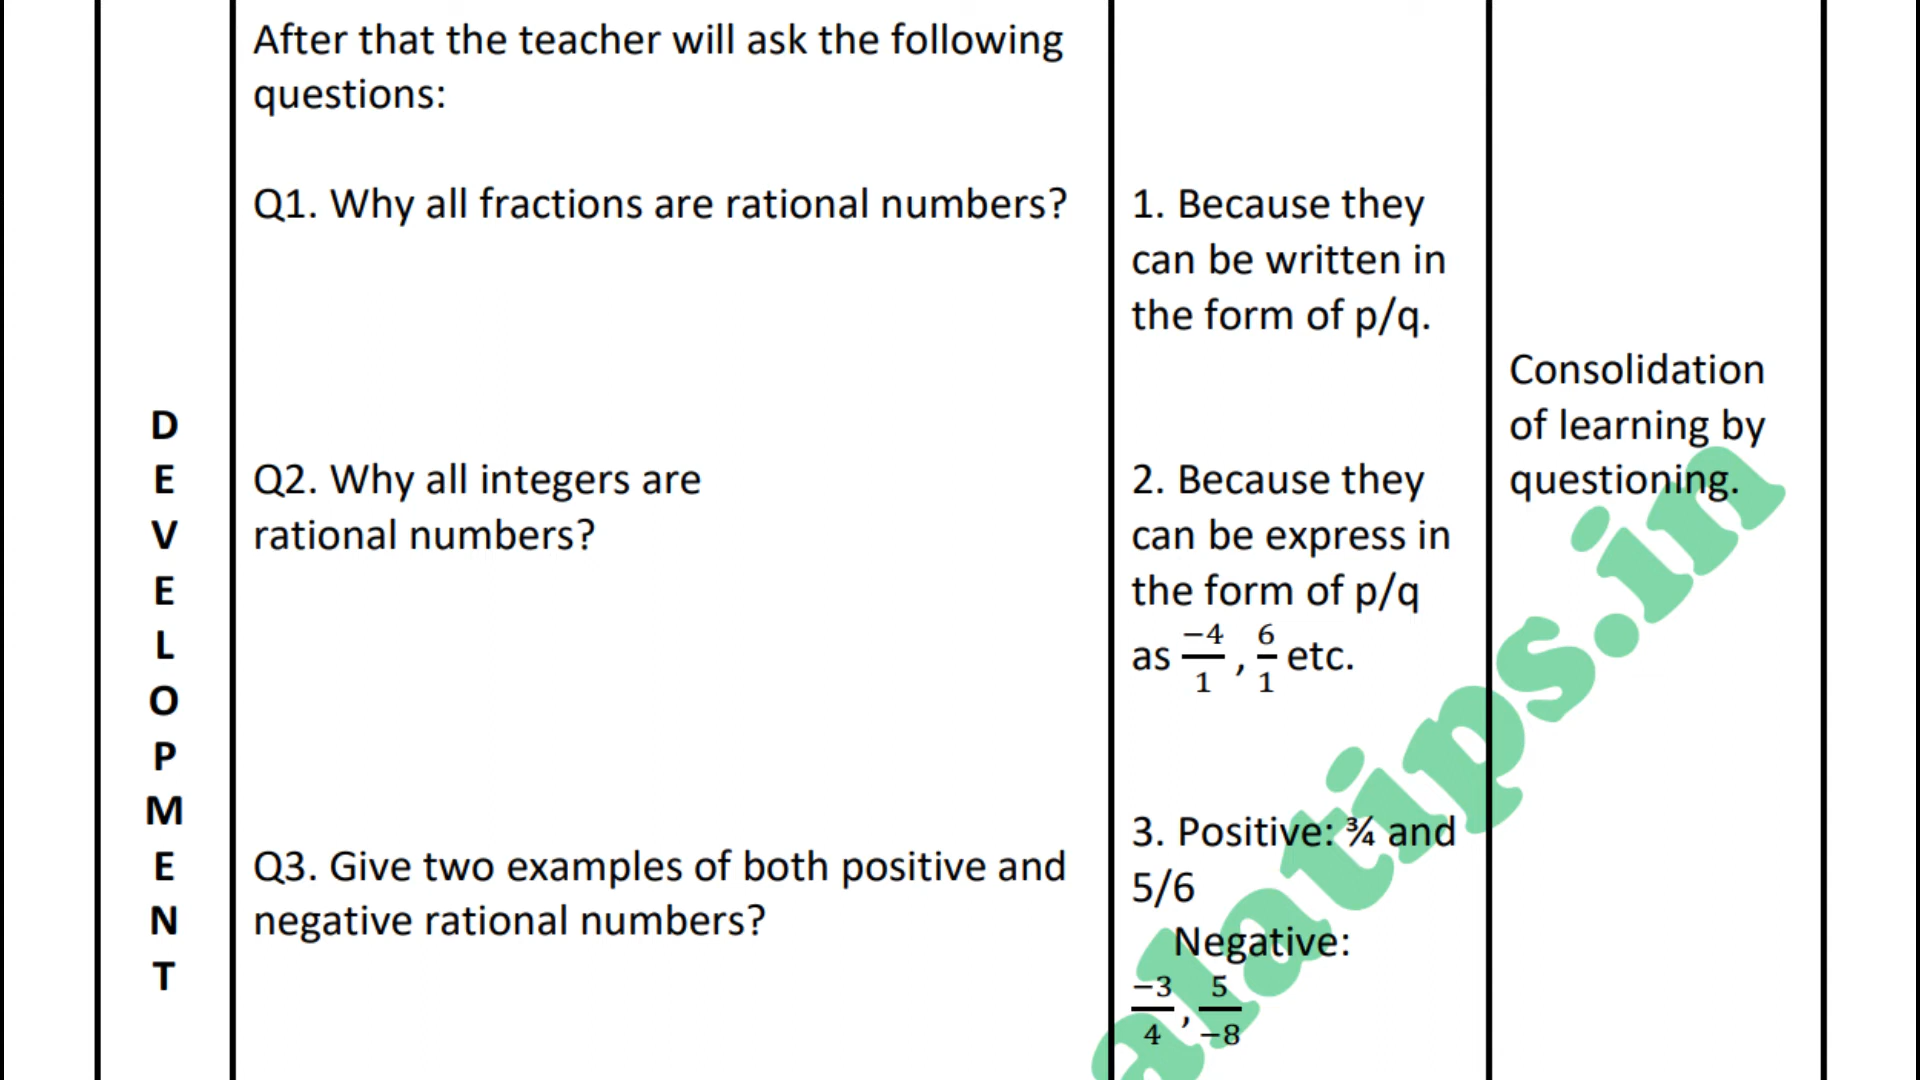 After that the teacher will ask the following
questions:
Q1. Why all fractions are rational numbers?
Q2. Why all integers are
rational numbers?
Q3. Give two examples of both positive and
negative rational numbers?
1. Because they
can be written in
the form of p/q.
2. Because they
can be express in
the form of p/q
as −4/1 , 6/1 etc.
3. Positive: ¾ and
5/6
Negative:
−3/4 , 5/−8
Consolidation
of learning by
questioning.
D
E
V
E
L
O
P
M
E
N
T
alatips.in